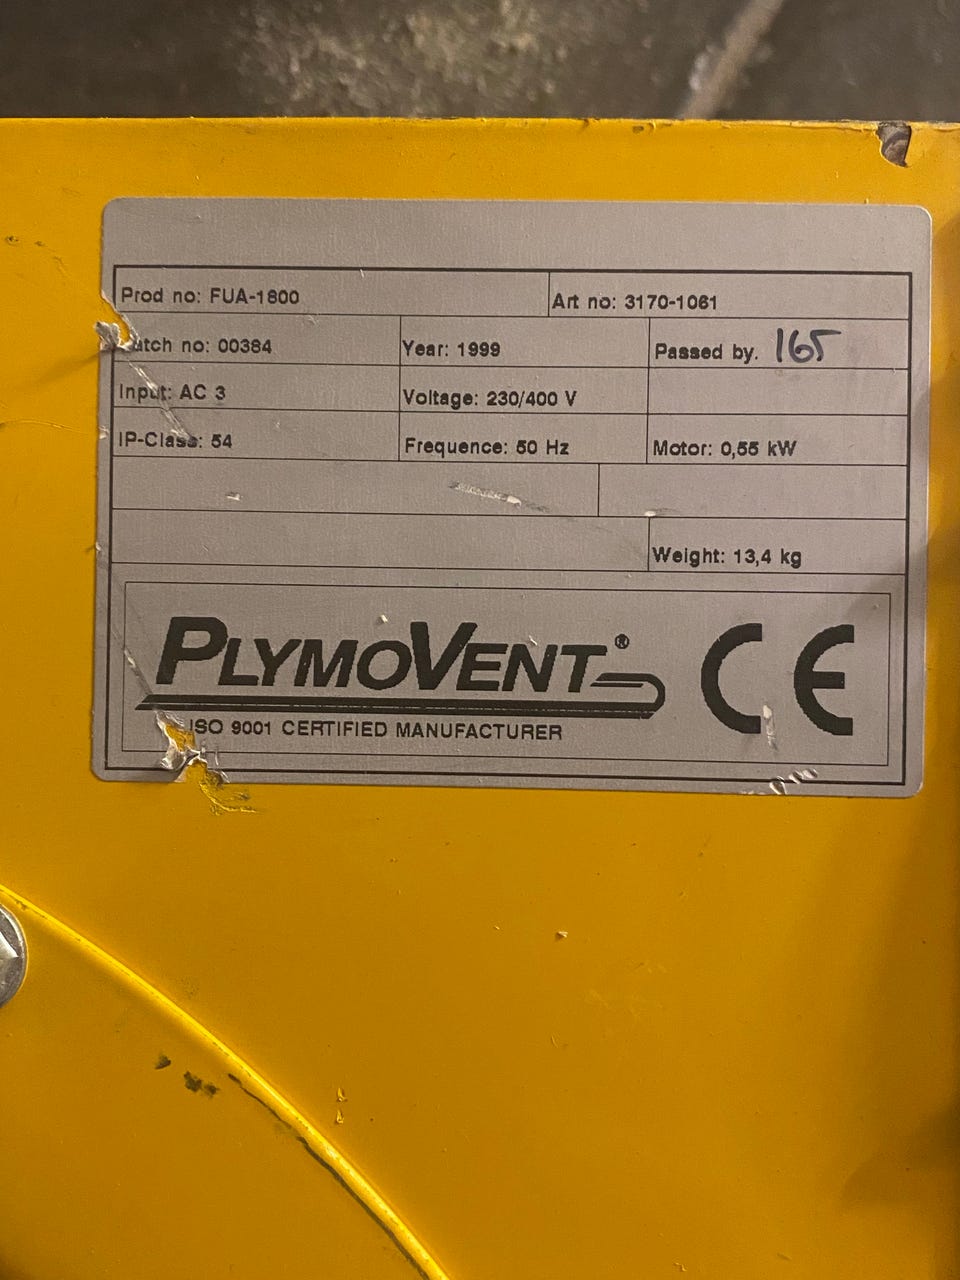 Prod no: FUA-1800 Art no: 3170-1061
atch no: 00384 Year: 1999 Passed by. 165
Input: AC 3 Voltage: 230/400 V
IP-Class: 54 Frequence: 50 Hz Motor: 0,55 kW
Weight: 13,4 kg
PLYMOVENT® CE
ISO 9001 CERTIFIED MANUFACTURER